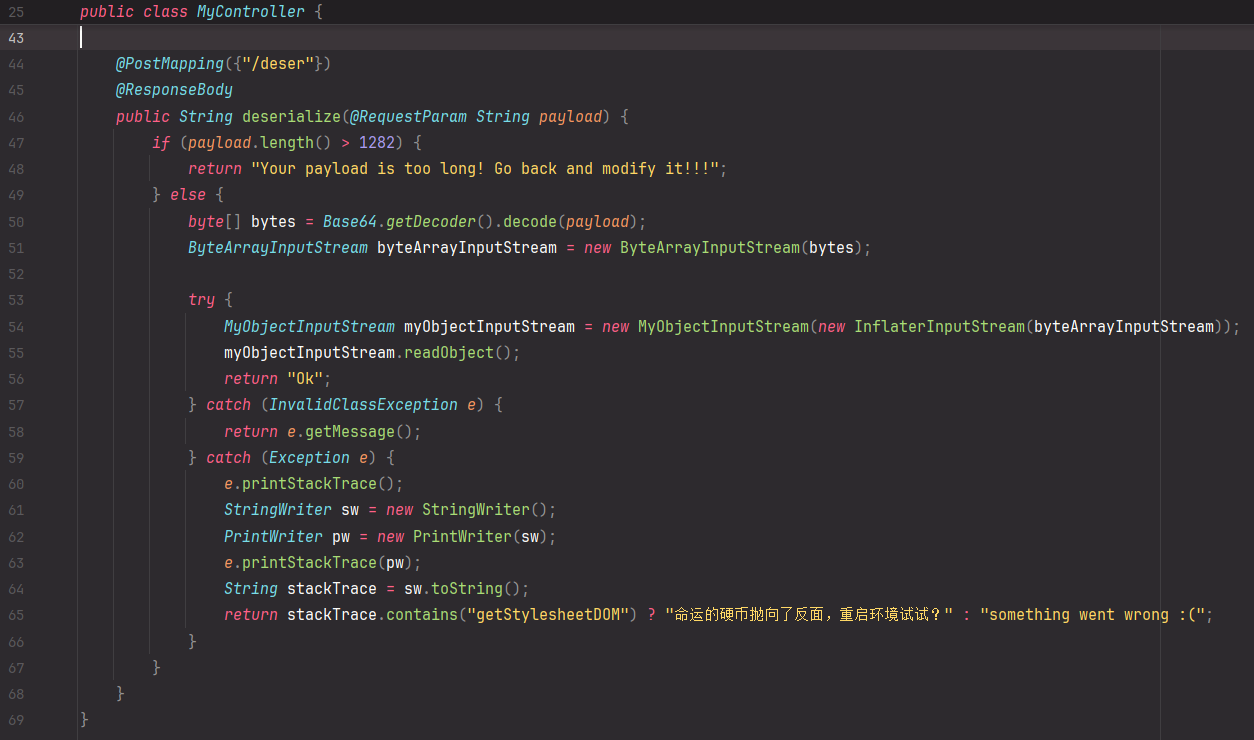 25 public class MyController {
43
44 @PostMapping({"/deser"})
45 @ResponseBody
46 public String deserialize(@RequestParam String payload) {
47 if (payload.length() > 1282) {
48 return "Your payload is too long! Go back and modify it!!!";
49 } else {
50 byte[] bytes = Base64.getDecoder().decode(payload);
51 ByteArrayInputStream byteArrayInputStream = new ByteArrayInputStream(bytes);
52
53 try {
54 MyObjectInputStream myObjectInputStream = new MyObjectInputStream(new InflaterInputStream(byteArrayInputStream));
55 myObjectInputStream.readObject();
56 return "Ok";
57 } catch (InvalidClassException e) {
58 return e.getMessage();
59 } catch (Exception e) {
60 e.printStackTrace();
61 StringWriter sw = new StringWriter();
62 PrintWriter pw = new PrintWriter(sw);
63 e.printStackTrace(pw);
64 String stackTrace = sw.toString();
65 return stackTrace.contains("getStylesheetDOM") ? "命运的硬币抛向了反面，重启环境试试？" : "something went wrong :(";
66 }
67 }
68 }
69 }